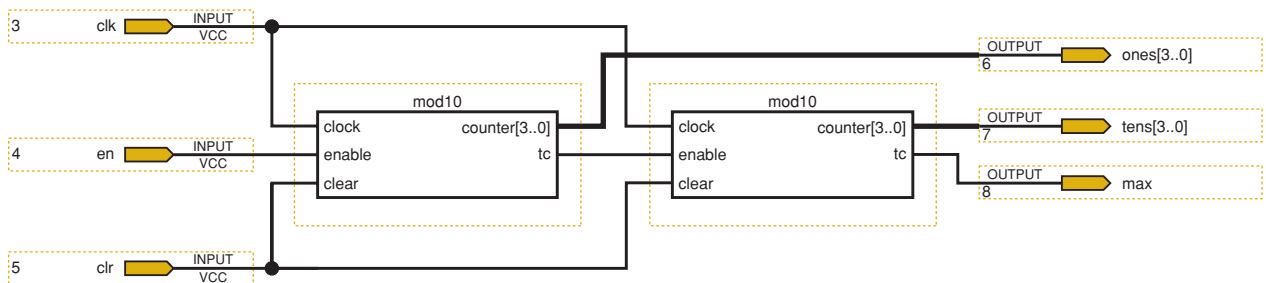 3 clk INPUT
VCC
OUTPUT
6 ones[3..0]
mod10
mod10
clock counter[3..0]
clock counter[3..0]
OUTPUT
7 tens[3..0]
4 en INPUT
VCC
enable tc
enable tc
clear
clear
OUTPUT
8 max
5 clr INPUT
VCC